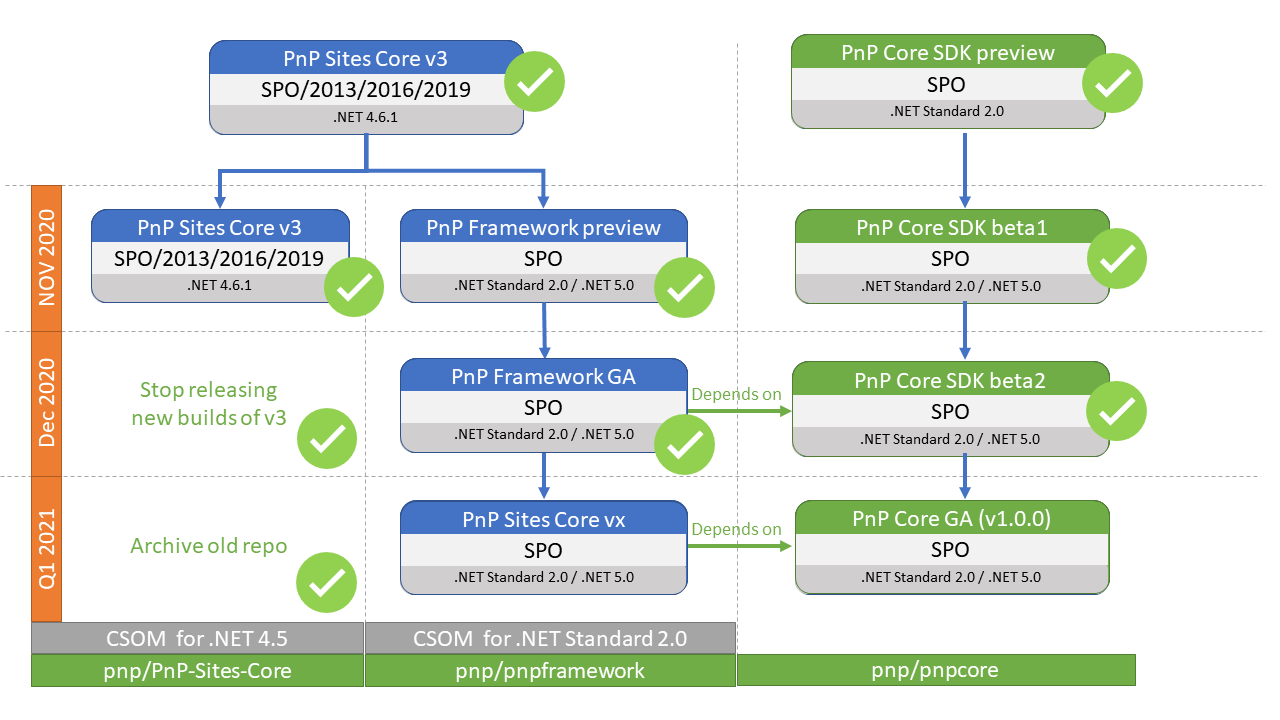 PnP Sites Core v3
SPO/2013/2016/2019
.NET 4.6.1
PnP Core SDK preview
SPO
.NET Standard 2.0
NOV 2020
PnP Sites Core v3
SPO/2013/2016/2019
.NET 4.6.1
PnP Framework preview
SPO
.NET Standard 2.0 / .NET 5.0
PnP Core SDK beta1
SPO
.NET Standard 2.0 / .NET 5.0
Dec 2020
Stop releasing
new builds of v3
PnP Framework GA
SPO
.NET Standard 2.0 / .NET 5.0
Depends on
PnP Core SDK beta2
SPO
.NET Standard 2.0 / .NET 5.0
Q1 2021
Archive old repo
PnP Sites Core vx
SPO
.NET Standard 2.0 / .NET 5.0
Depends on
PnP Core GA (v1.0.0)
SPO
.NET Standard 2.0 / .NET 5.0
CSOM for .NET 4.5
CSOM for .NET Standard 2.0
pnp/PnP-Sites-Core
pnp/pnpframework
pnp/pnpcore